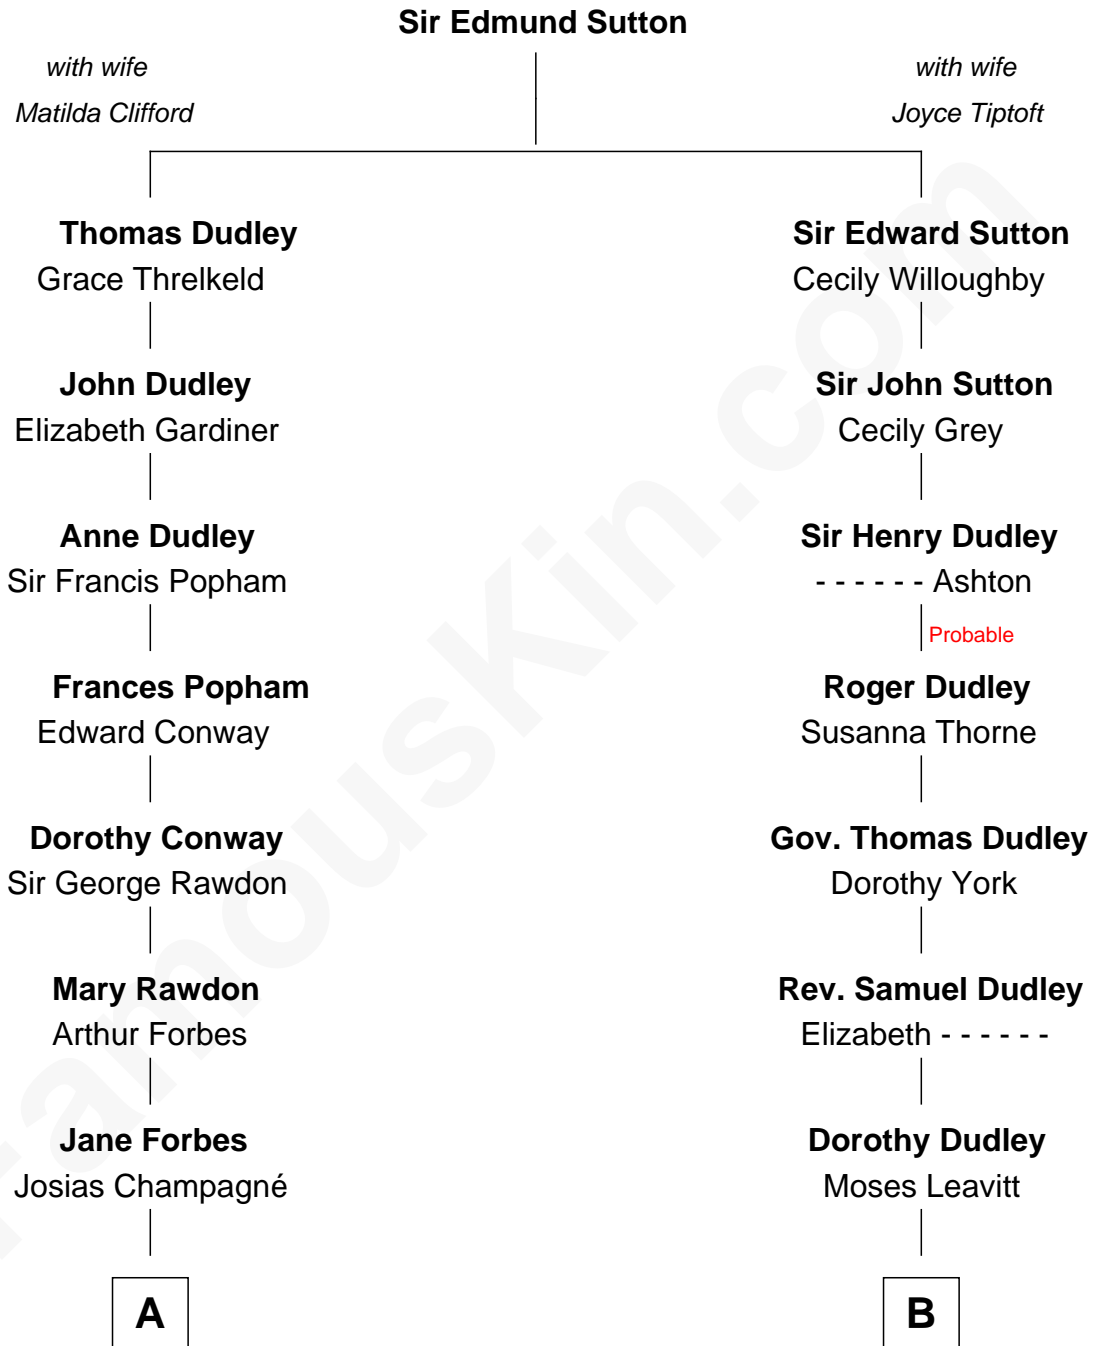 Sir Edmund Sutton
with wife
Matilda Clifford
with wife
Joyce Tiptoft
Thomas Dudley
Grace Threlkeld
Sir Edward Sutton
Cecily Willoughby
John Dudley
Elizabeth Gardiner
Sir John Sutton
Cecily Grey
Anne Dudley
Sir Francis Popham
Sir Henry Dudley
- - - - - - Ashton
Probable
Frances Popham
Edward Conway
Roger Dudley
Susanna Thorne
Dorothy Conway
Sir George Rawdon
Gov. Thomas Dudley
Dorothy York
Mary Rawdon
Arthur Forbes
Rev. Samuel Dudley
Elizabeth - - - - - -
Jane Forbes
Josias Champagné
Dorothy Dudley
Moses Leavitt
A
B
FamousKin.com